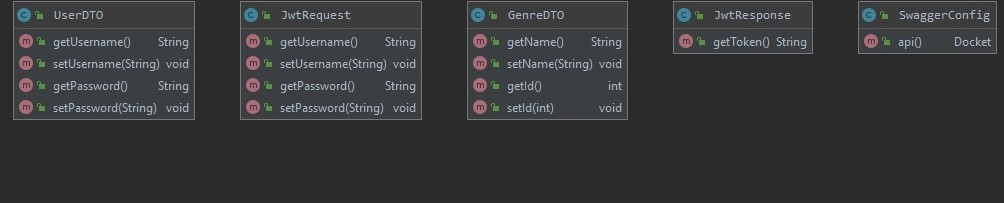 UserDTO
getUsername() String
setUsername(String) void
getPassword() String
setPassword(String) void
JwtRequest
getUsername() String
setUsername(String) void
getPassword() String
setPassword(String) void
GenreDTO
getName() String
setName(String) void
getId() int
setId(int) void
JwtResponse
getToken() String
SwaggerConfig
api() Docket